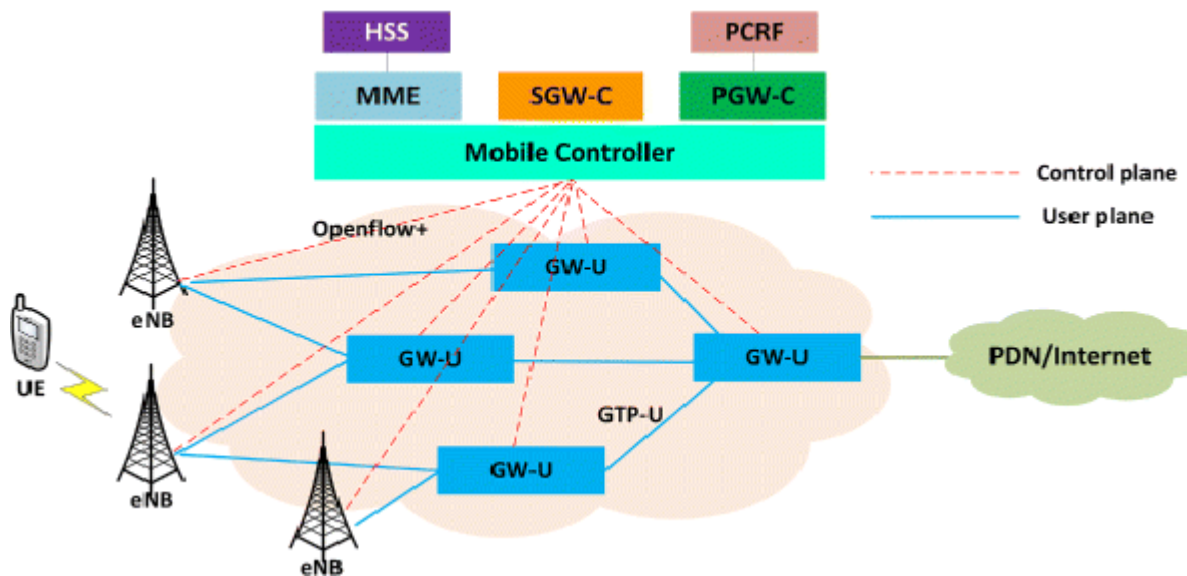 HSS
PCRF
MME
SGW-C
PGW-C
Mobile Controller
Control plane
User plane
Openflow+
GW-U
eNB
GW-U
GW-U
PDN/Internet
UE
GTP-U
GW-U
eNB
eNB